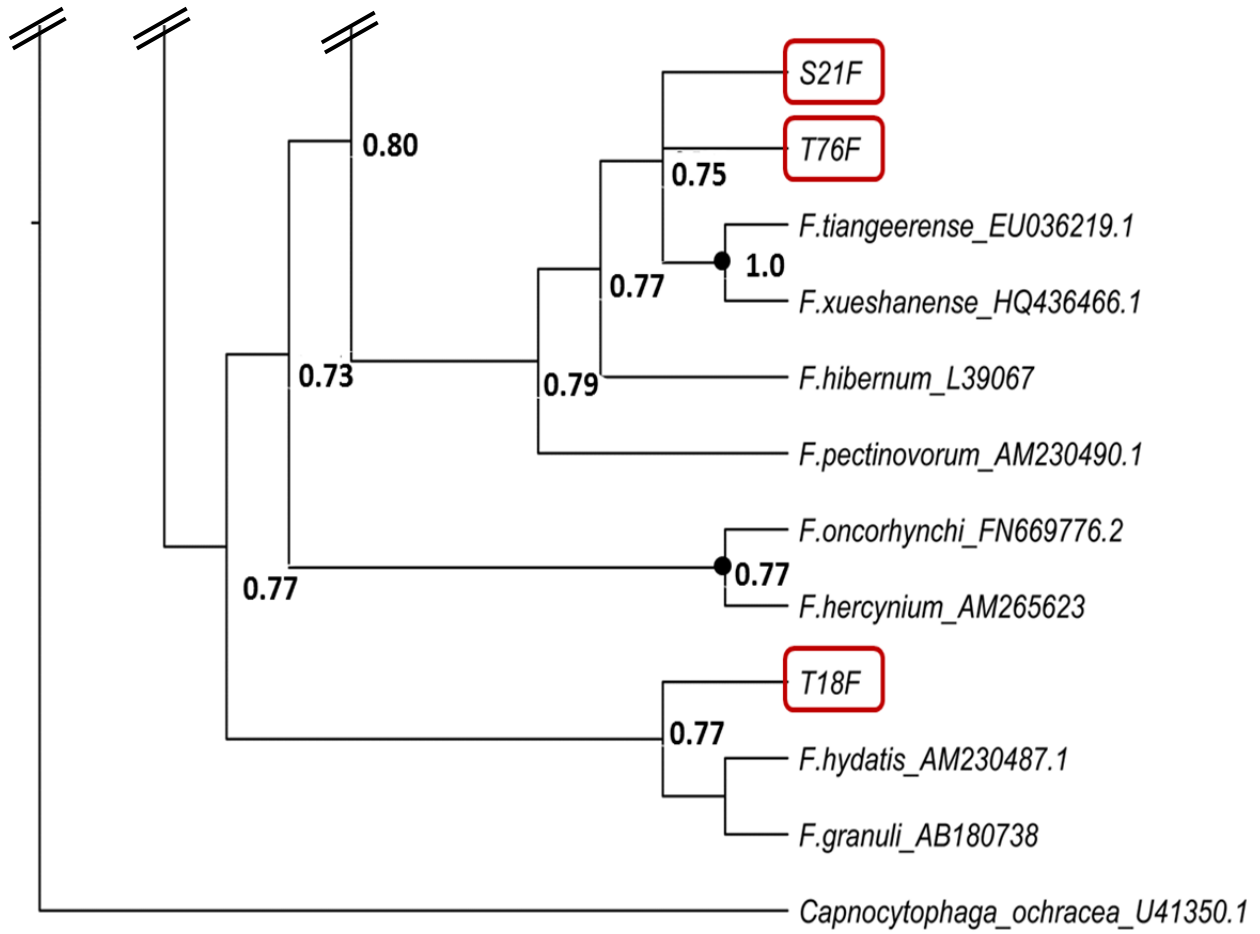 S21F
0.80
T76F
0.75
F.tiangeerense_EU036219.1
1.0
0.77
F.xueshanense_HQ436466.1
0.73
0.79
F.hibernum_L39067
F.pectinovorum_AM230490.1
F.oncorhynchi_FN669776.2
0.77
0.77
F.hercynium_AM265623
T18F
0.77
F.hydatis_AM230487.1
F.granuli_AB180738
Capnocytophaga_ochracea_U41350.1